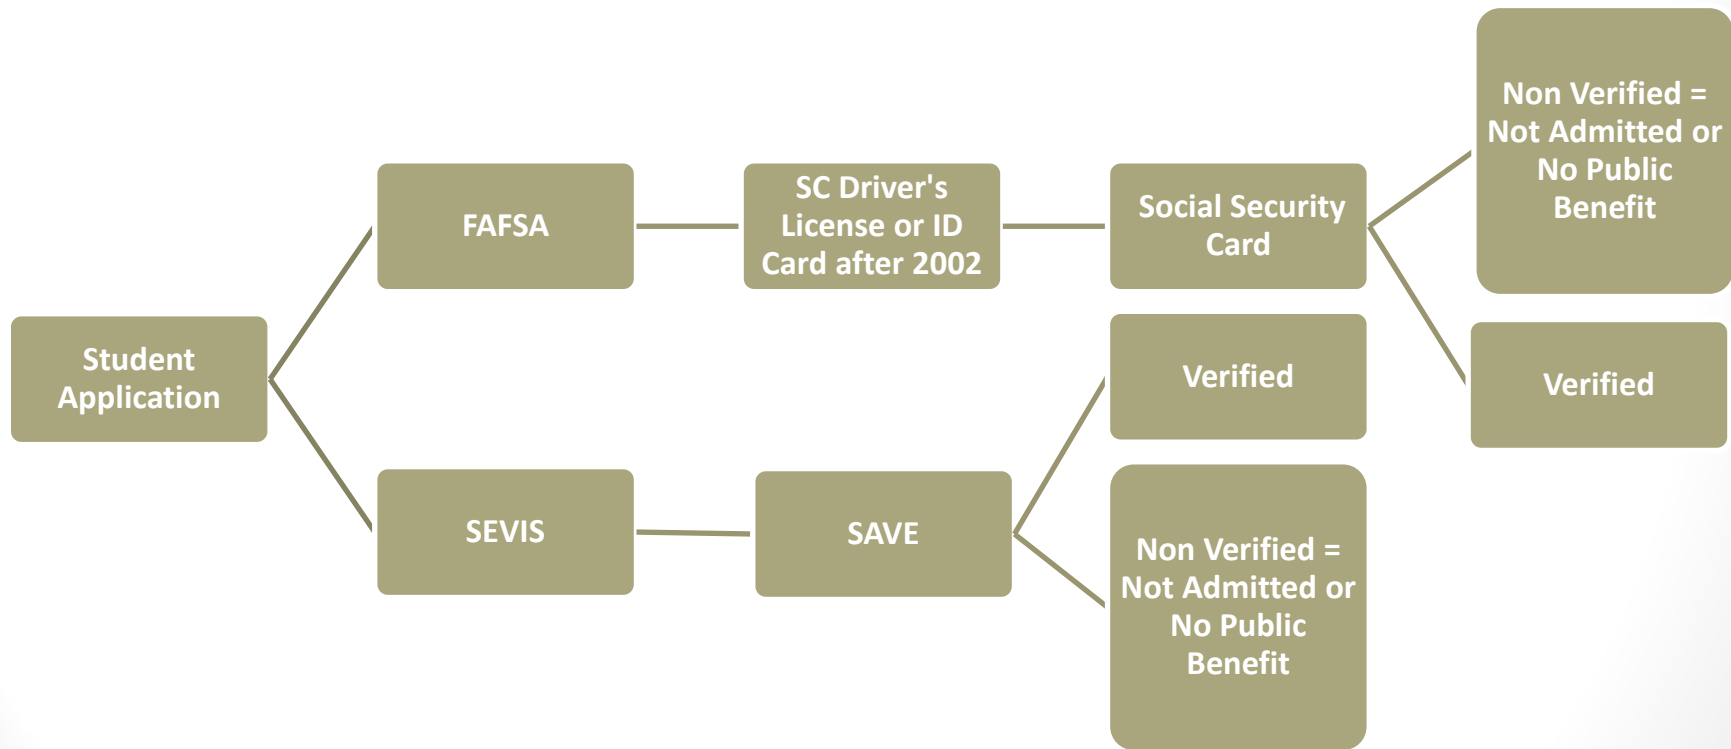 Student
Application
FAFSA
SC Driver's
License or ID
Card after 2002
Social Security
Card
Non Verified =
Not Admitted or
No Public
Benefit
Verified
SEVIS
SAVE
Verified
Non Verified =
Not Admitted or
No Public
Benefit